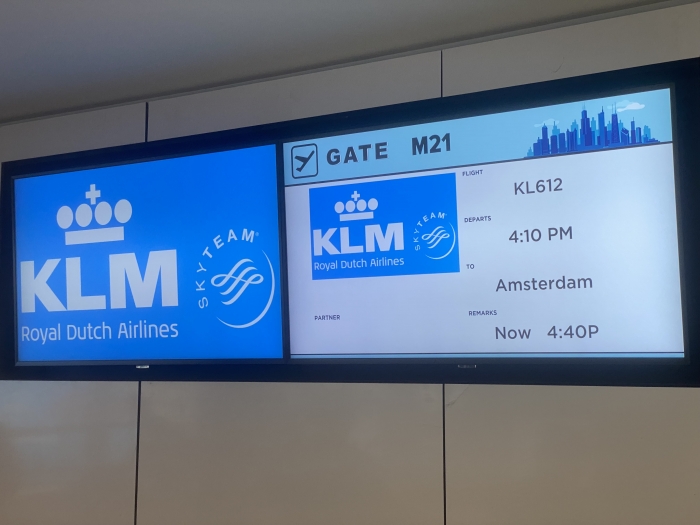 KLM
Royal Dutch Airlines
SKYTEAM
GATE M21
KLM
Royal Dutch Airlines
SKYTEAM
FLIGHT
KL612
DEPARTS
4:10 PM
TO
Amsterdam
PARTNER
REMARKS
Now 4:40P